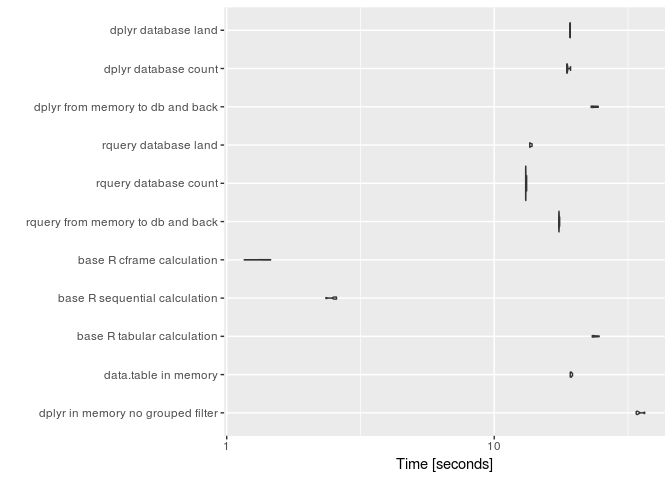 dplyr database land
dplyr database count
dplyr from memory to db and back
rquery database land
rquery database count
rquery from memory to db and back
base R cframe calculation
base R sequential calculation
base R tabular calculation
data.table in memory
dplyr in memory no grouped filter
1 10
Time [seconds]